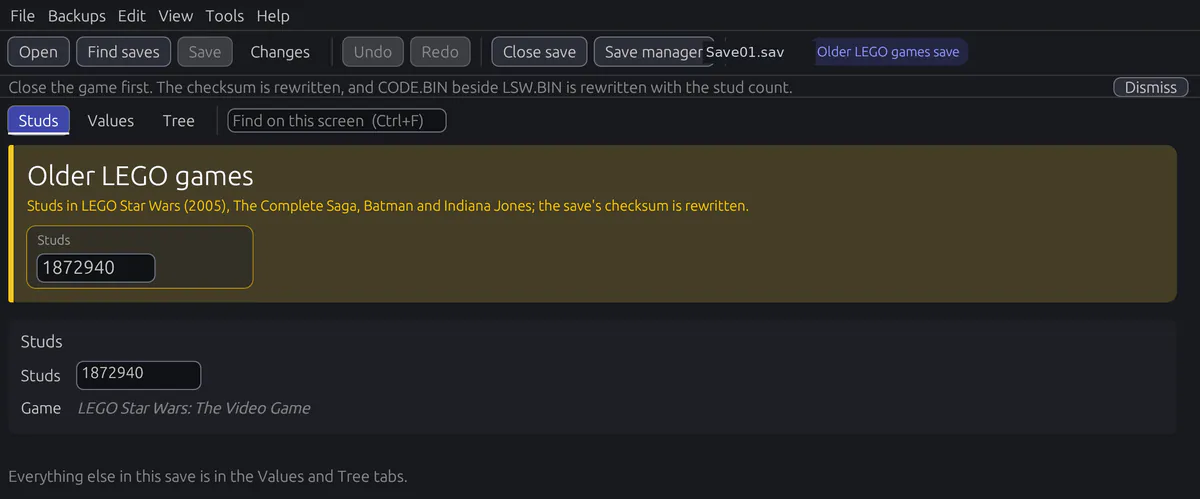 File Backups Edit View Tools Help
Open Find saves Save Changes Undo Redo Close save Save manager Save01.sav Older LEGO games save
Close the game first. The checksum is rewritten, and CODE.BIN beside LSW.BIN is rewritten with the stud count. Dismiss
Studs Values Tree Find on this screen (Ctrl+F)
Older LEGO games
Studs in LEGO Star Wars (2005), The Complete Saga, Batman and Indiana Jones; the save's checksum is rewritten.
Studs
1872940
Studs
Studs 1872940
Game LEGO Star Wars: The Video Game
Everything else in this save is in the Values and Tree tabs.